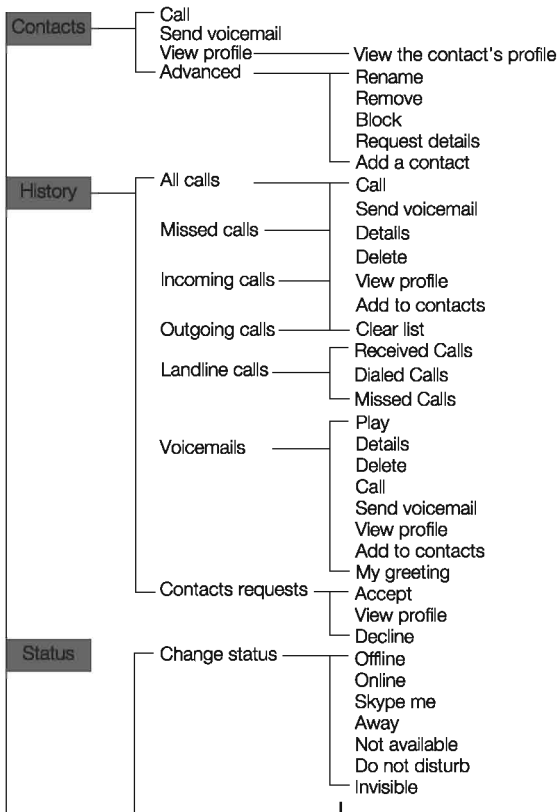 Contacts
Call
Send voicemail
View profile
View the contact's profile
Advanced
Rename
Remove
Block
Request details
Add a contact
History
All calls
Call
Send voicemail
Missed calls
Details
Delete
Incoming calls
View profile
Add to contacts
Outgoing calls
Clear list
Landline calls
Received Calls
Dialed Calls
Missed Calls
Voicemails
Play
Details
Delete
Call
Send voicemail
View profile
Add to contacts
My greeting
Contacts requests
Accept
View profile
Decline
Status
Change status
Offline
Online
Skype me
Away
Not available
Do not disturb
Invisible